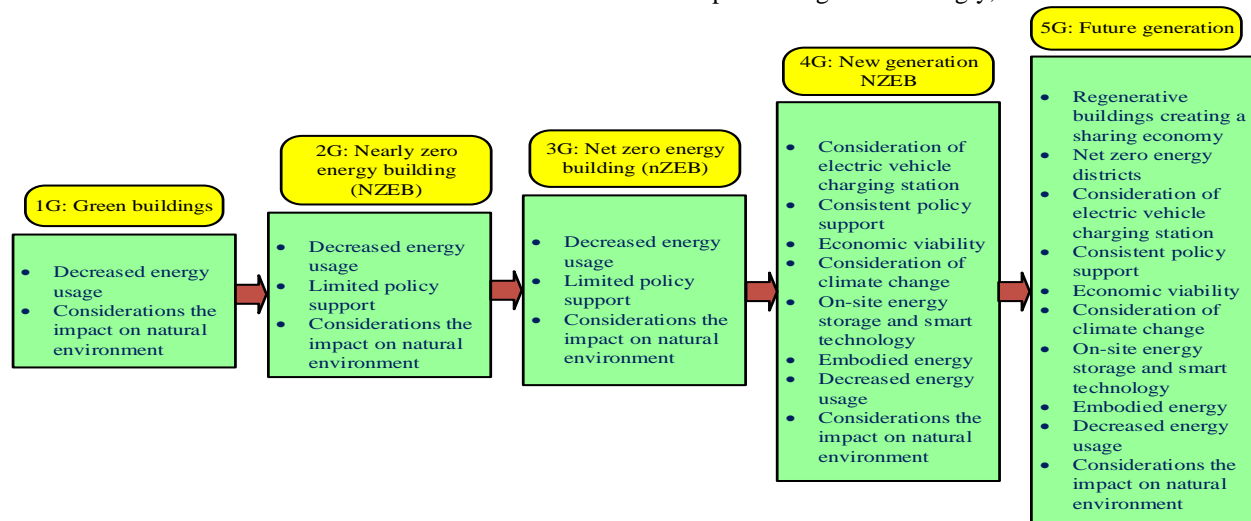 5G: Future generation
4G: New generation
NZEB
3G: Net zero energy
building (nZEB)
2G: Nearly zero
energy building
(NZEB)
1G: Green buildings
• Decreased energy
usage
• Considerations the
impact on natural
environment
• Decreased energy
usage
• Limited policy
support
• Considerations the
impact on natural
environment
• Decreased energy
usage
• Limited policy
support
• Considerations the
impact on natural
environment
• Consideration of
electric vehicle
charging station
• Consistent policy
support
• Economic viability
• Consideration of
climate change
• On-site energy
storage and smart
technology
• Embodied energy
• Decreased energy
usage
• Considerations the
impact on natural
environment
• Regenerative
buildings creating a
sharing economy
• Net zero energy
districts
• Consideration of
electric vehicle
charging station
• Consistent policy
support
• Economic viability
• Consideration of
climate change
• On-site energy
storage and smart
technology
• Embodied energy
• Decreased energy
usage
• Considerations the
impact on natural
environment